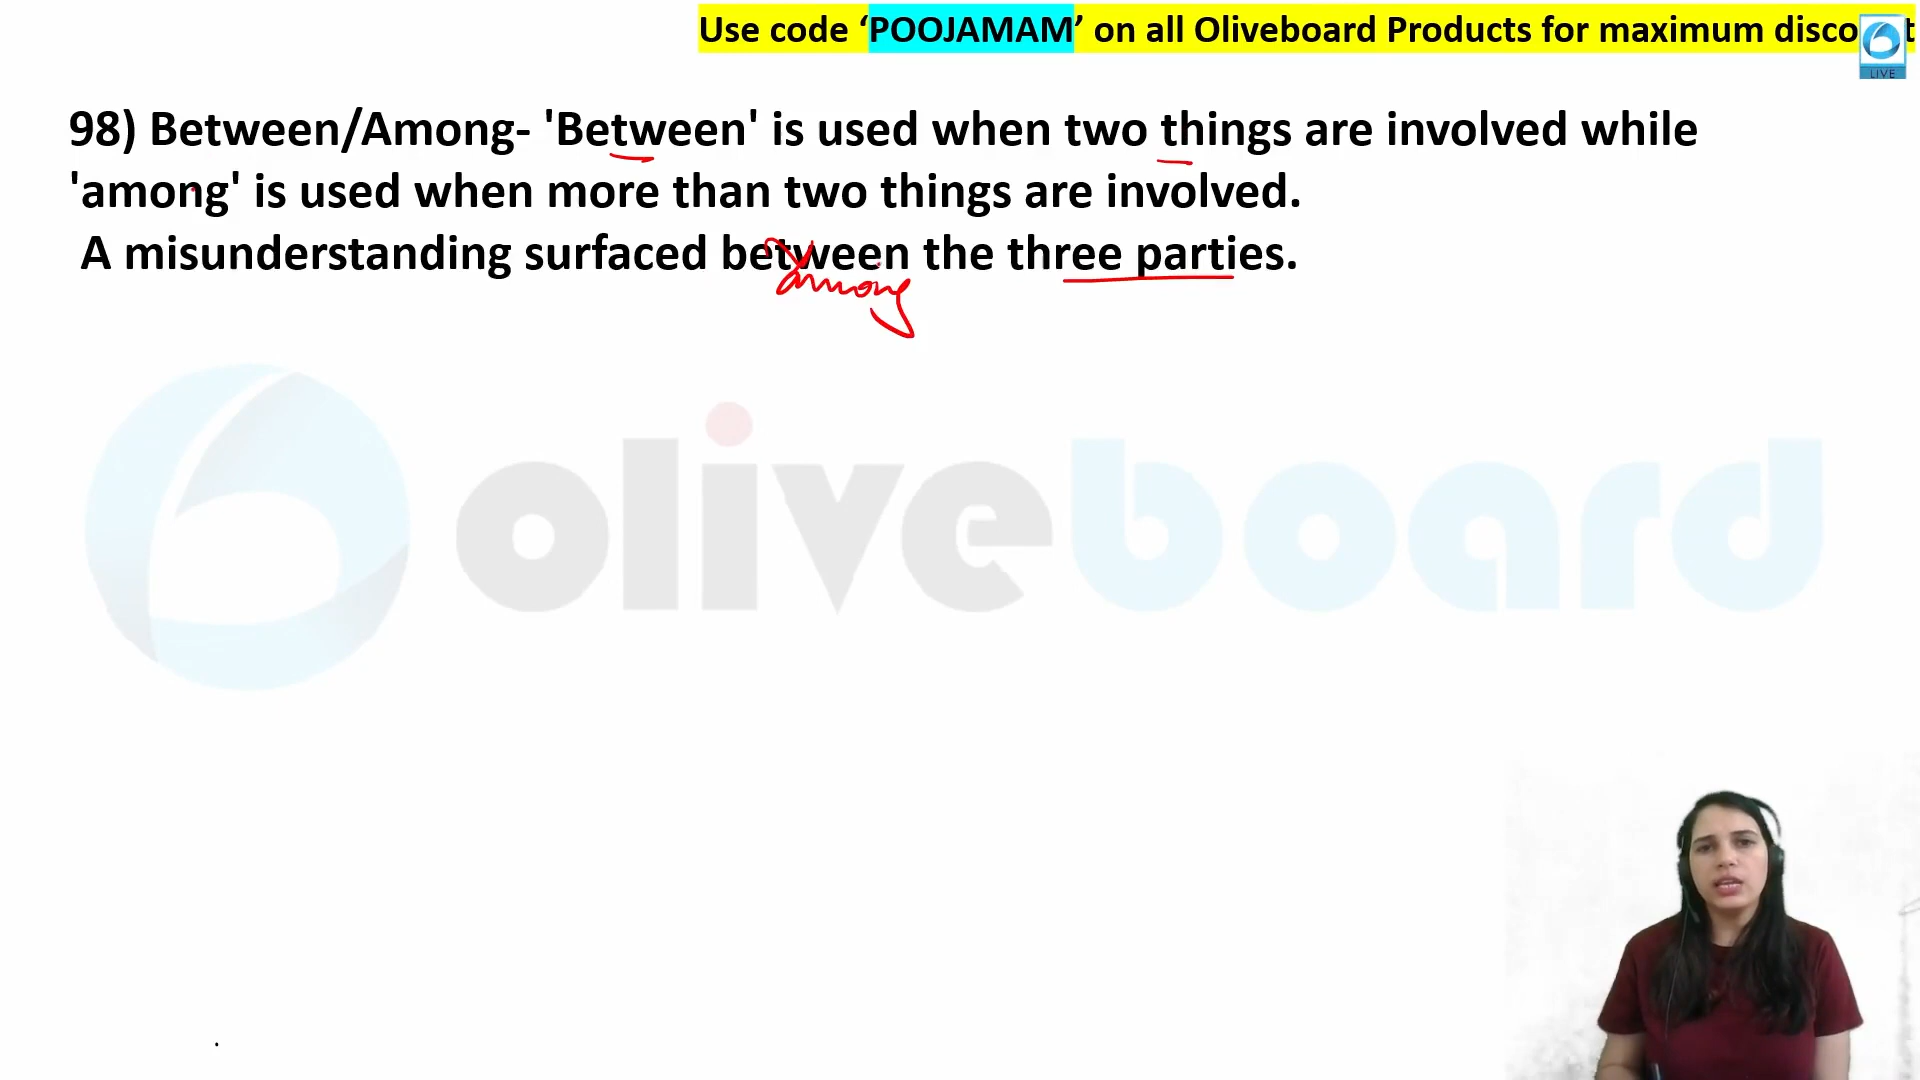 Use code ‘POOJAMAM’ on all Oliveboard Products for maximum disco t
LIVE
98) Between/Among- 'Between' is used when two things are involved while
'among' is used when more than two things are involved.
A misunderstanding surfaced between the three parties.
among
oliveboard